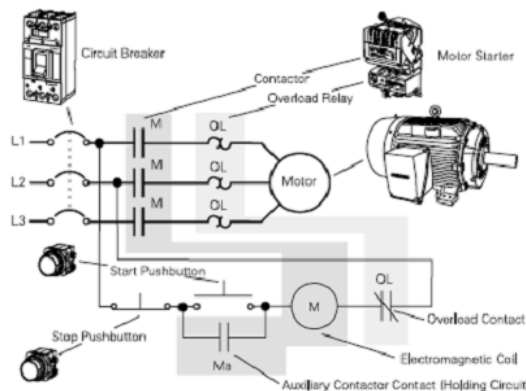 Circuit Breaker
Contactor
Motor Starter
Overload Relay
M
OL
L1
M
OL
L2
Motor
M
OL
L3
Start Pushbutton
OL
M
Overload Contact
Stop Pushbutton
Electromagnetic Coil
Ma
Auxiliary Contactor Contact (Holding Circuit